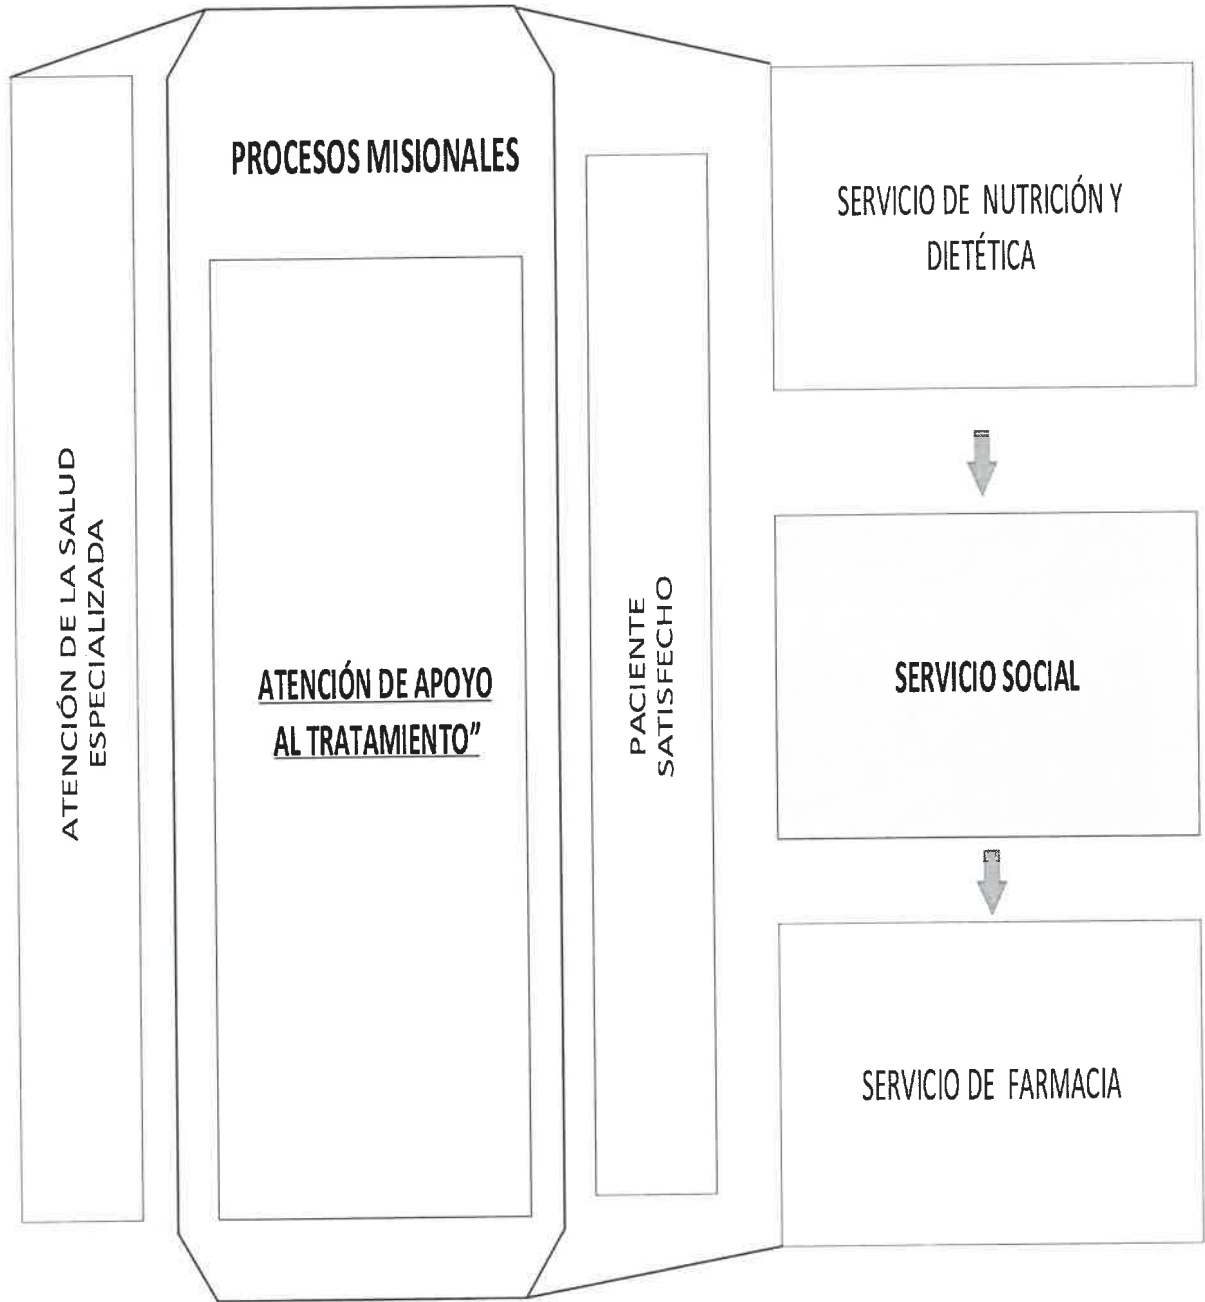 PROCESOS MISIONALES
ATENCIÓN DE LA SALUD
ESPECIALIZADA
ATENCIÓN DE APOYO
AL TRATAMIENTO”
PACIENTE
SATISFECHO
SERVICIO DE NUTRICIÓN Y
DIETÉTICA
SERVICIO SOCIAL
SERVICIO DE FARMACIA